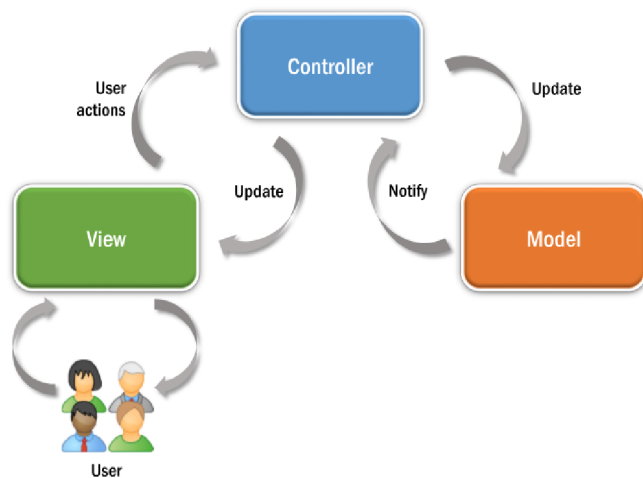 Controller
User
actions
Update
Update
Notify
View
Model
User